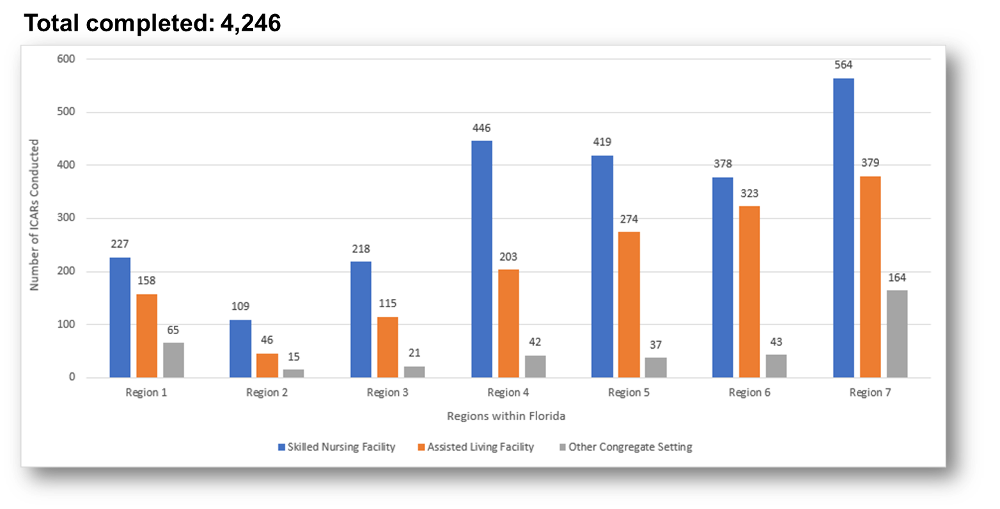 Total completed: 4,246
600
500
400
300
200
100
0
Number of ICARs Conducted
227
158
65
109
46
15
218
115
21
446
203
42
419
274
37
378
323
43
564
379
164
Region 1
Region 2
Region 3
Region 4
Region 5
Region 6
Region 7
Regions within Florida
Skilled Nursing Facility
Assisted Living Facility
Other Congregate Setting